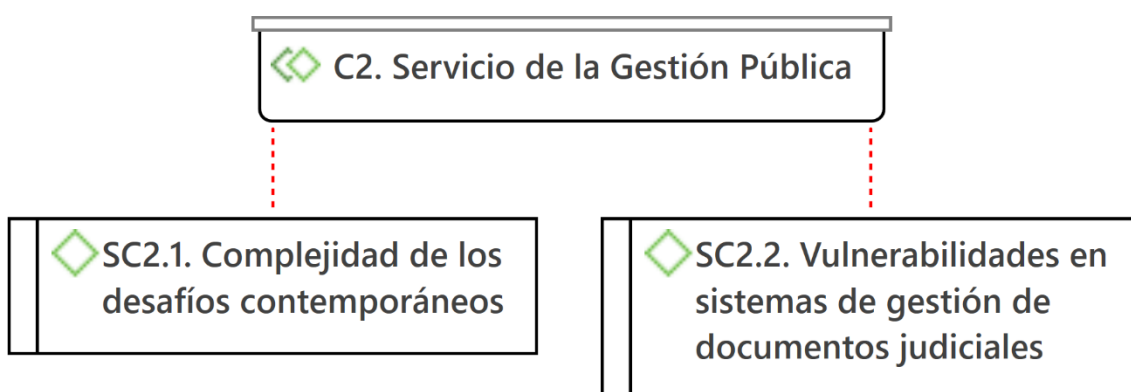 C2. Servicio de la Gestión Pública
SC2.1. Complejidad de los
desafíos contemporáneos
SC2.2. Vulnerabilidades en
sistemas de gestión de
documentos judiciales